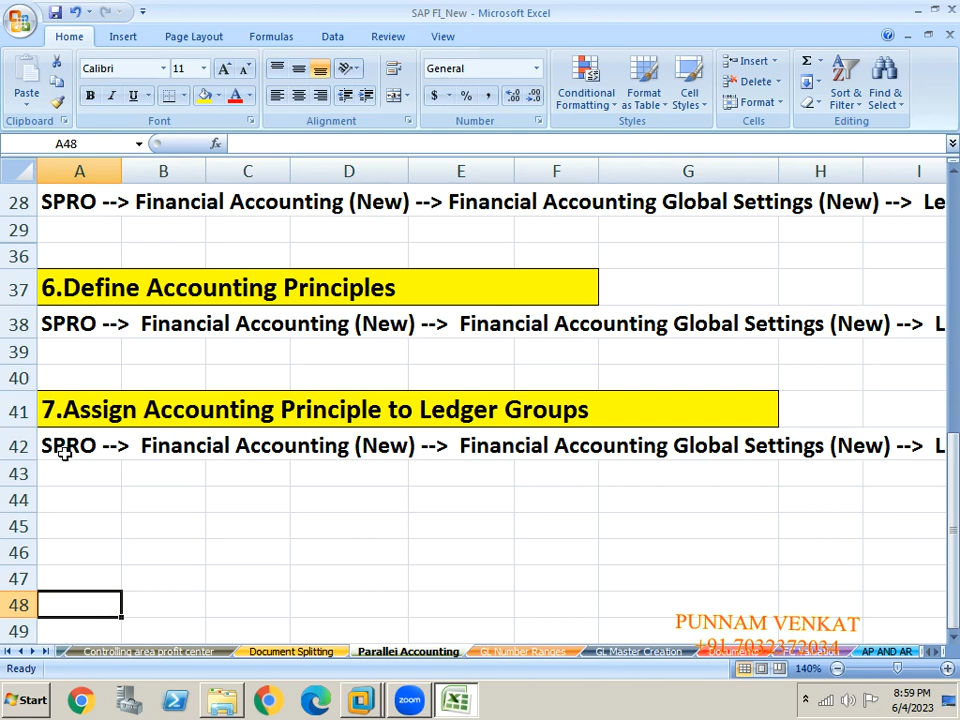 SAP FI_New - Microsoft Excel
Home Insert Page Layout Formulas Data Review View
Paste
Calibri 11
General
B I U
$ % ,
Conditional Formatting
Format as Table
Cell Styles
Insert
Delete
Format
Sort & Filter
Find & Select
Clipboard Font Alignment Number Styles Cells Editing
A48 fx
A B C D E F G H I
28 SPRO --> Financial Accounting (New) --> Financial Accounting Global Settings (New) --> Le
29
36
37 6.Define Accounting Principles
38 SPRO --> Financial Accounting (New) --> Financial Accounting Global Settings (New) --> L
39
40
41 7.Assign Accounting Principle to Ledger Groups
42 SPRO --> Financial Accounting (New) --> Financial Accounting Global Settings (New) --> L
43
44
45
46
47
48
49
PUNNAM VENKAT
+91 7032372034
Controlling area profit center Document Splitting Parallel Accounting GL Number Ranges GL Master Creation AP AND AR
Ready 140%
Start zoom 8:59 PM
6/4/2023